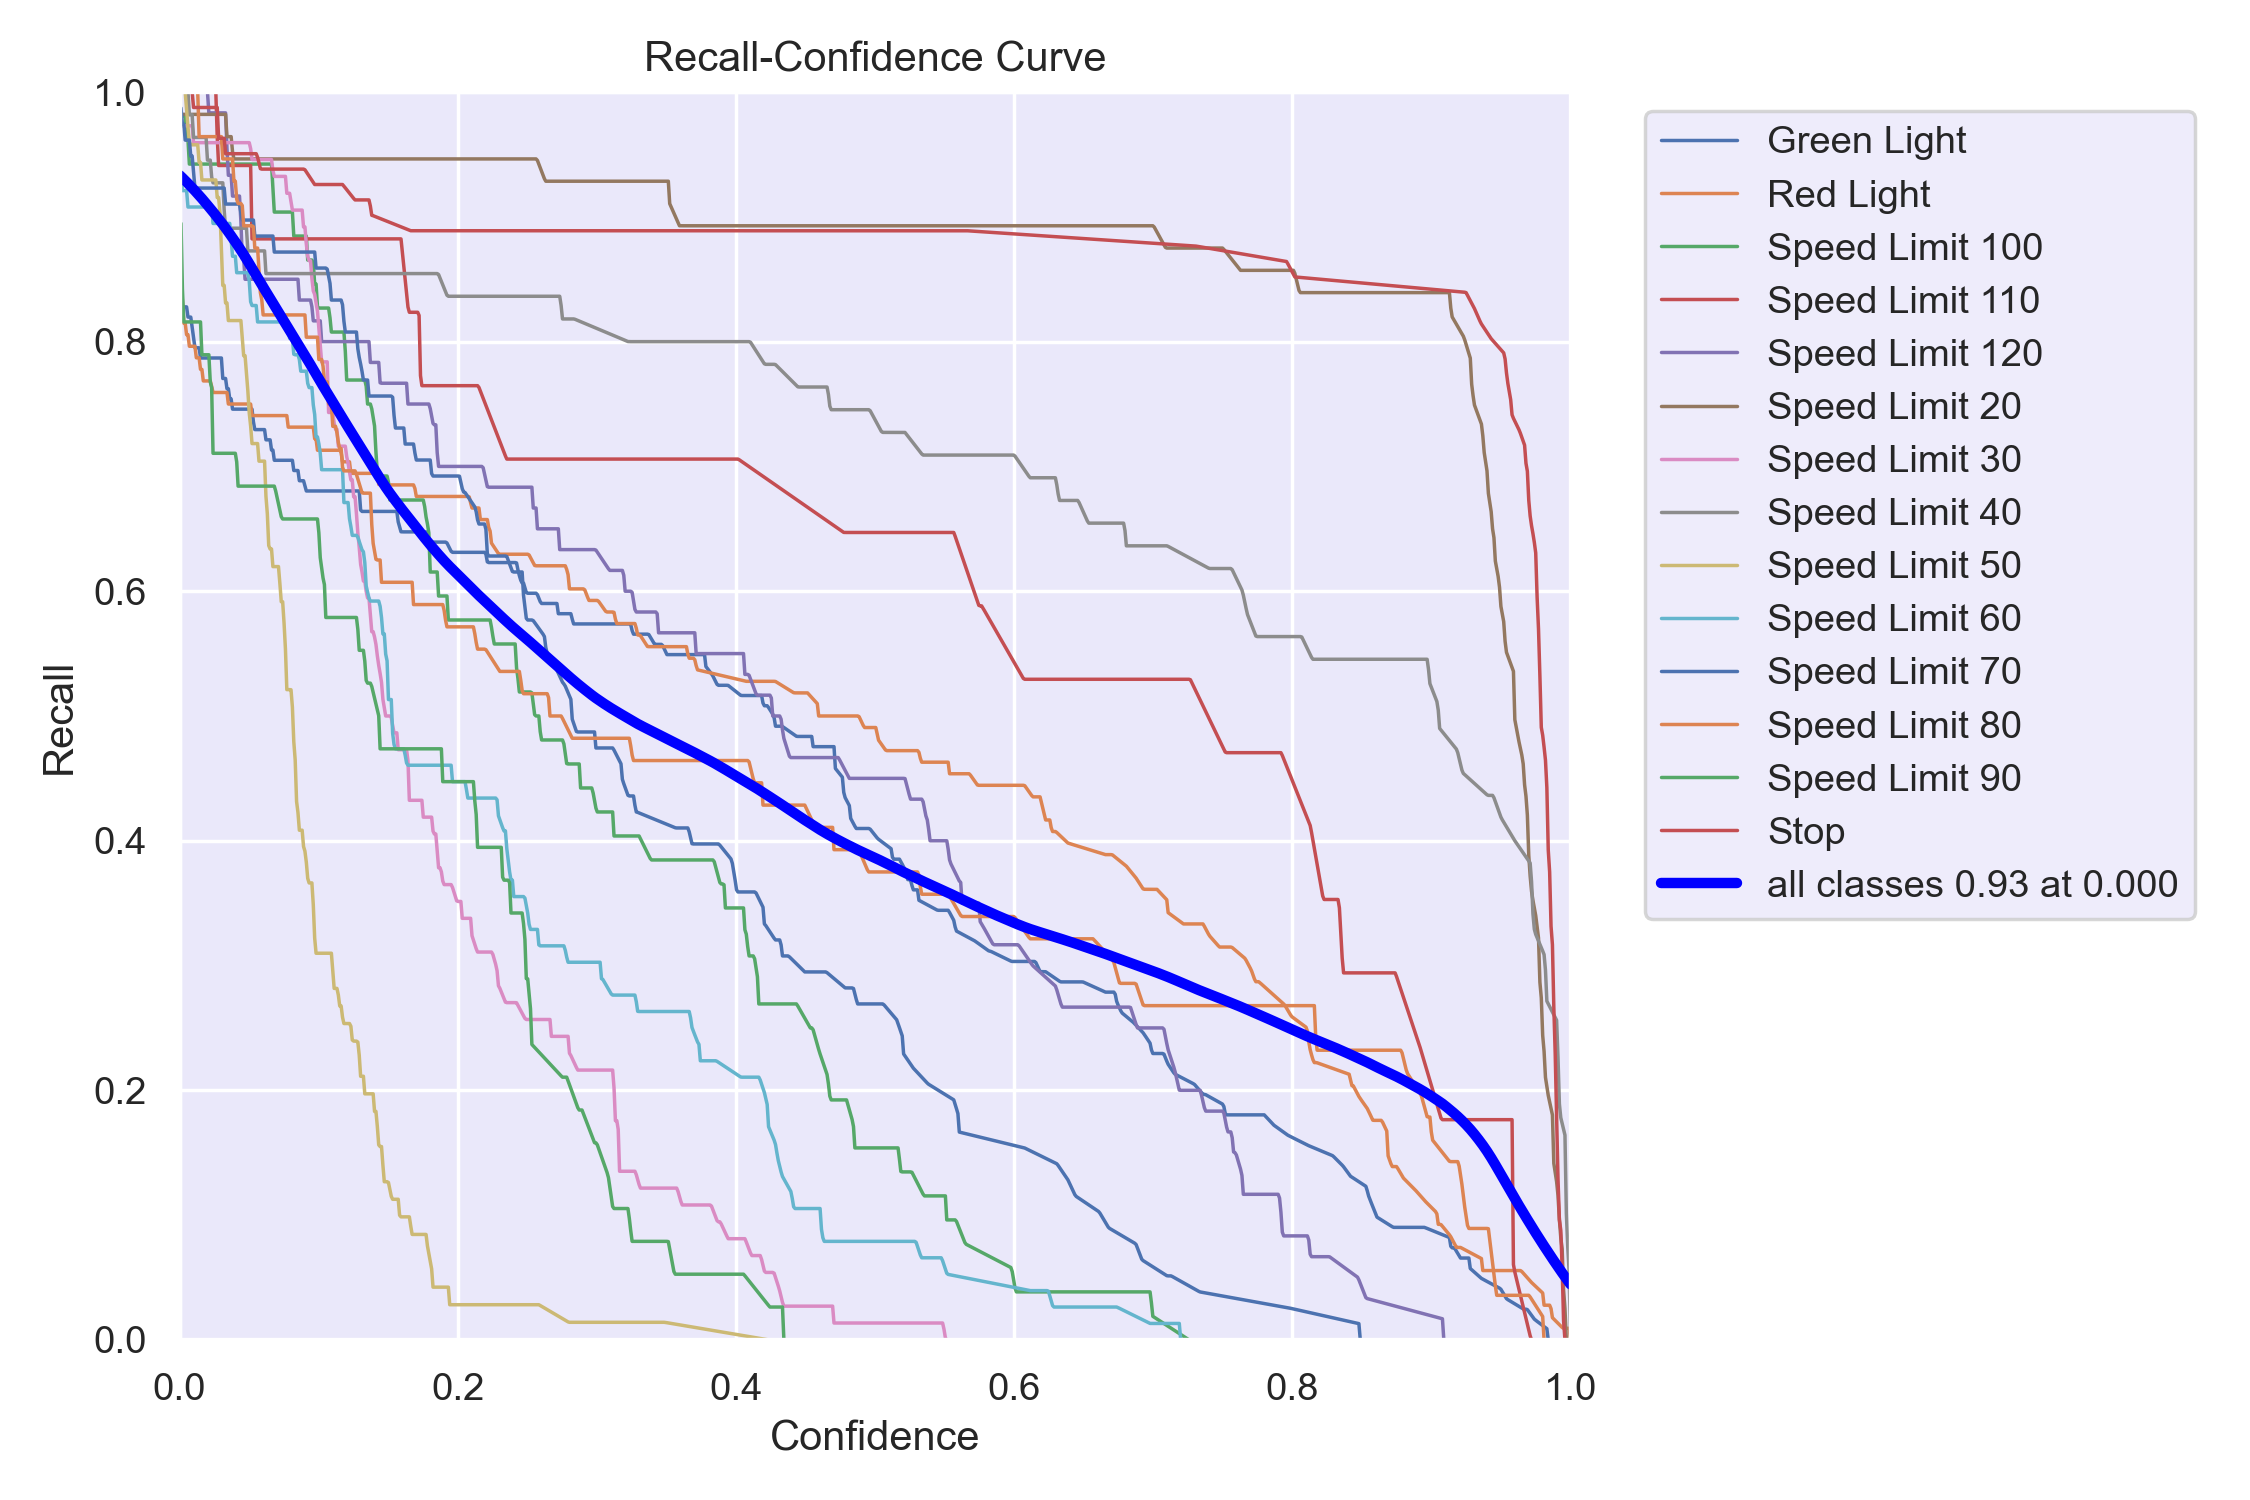 Recall-Confidence Curve
1.0
0.8
0.6
0.4
0.2
0.0
Recall
0.0 0.2 0.4 0.6 0.8 1.0
Confidence
Green Light
Red Light
Speed Limit 100
Speed Limit 110
Speed Limit 120
Speed Limit 20
Speed Limit 30
Speed Limit 40
Speed Limit 50
Speed Limit 60
Speed Limit 70
Speed Limit 80
Speed Limit 90
Stop
all classes 0.93 at 0.000